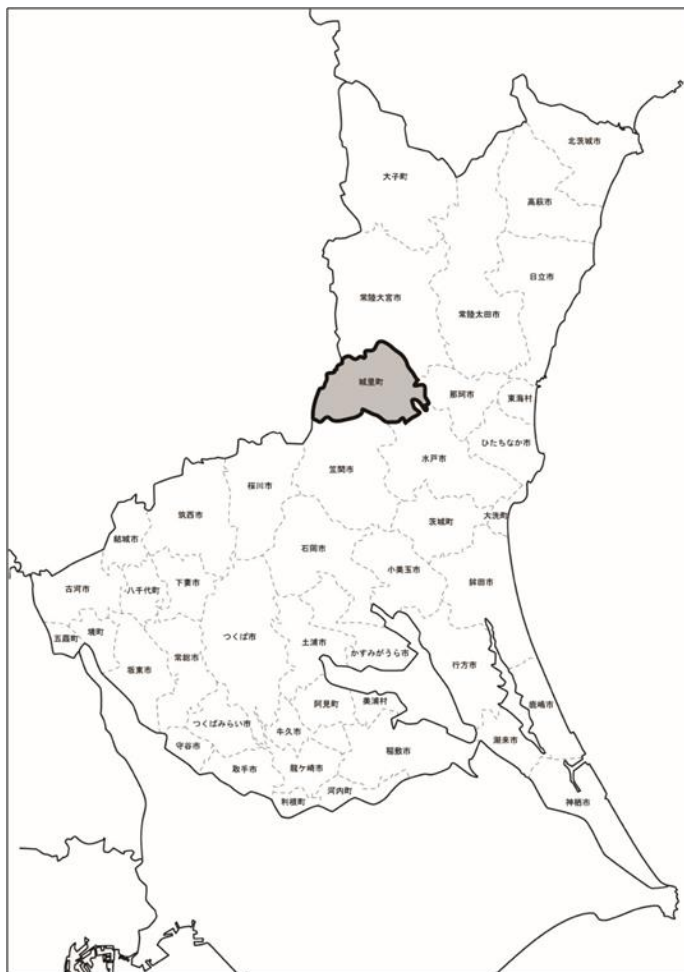 北茨城市
大子町
高萩市
日立市
常陸大宮市
常陸太田市
城里町
那珂市
東海村
ひたちなか市
水戸市
笠間市
桜川市
筑西市
茨城町
大洗町
結城市
石岡市
小美玉市
鉾田市
古河市
八千代町
下妻市
五霞町
境町
つくば市
土浦市
かすみがうら市
行方市
坂東市
常総市
阿見町
美浦村
鹿嶋市
つくばみらい市
牛久市
潮来市
守谷市
稲敷市
取手市
龍ケ崎市
利根町
河内町
神栖市